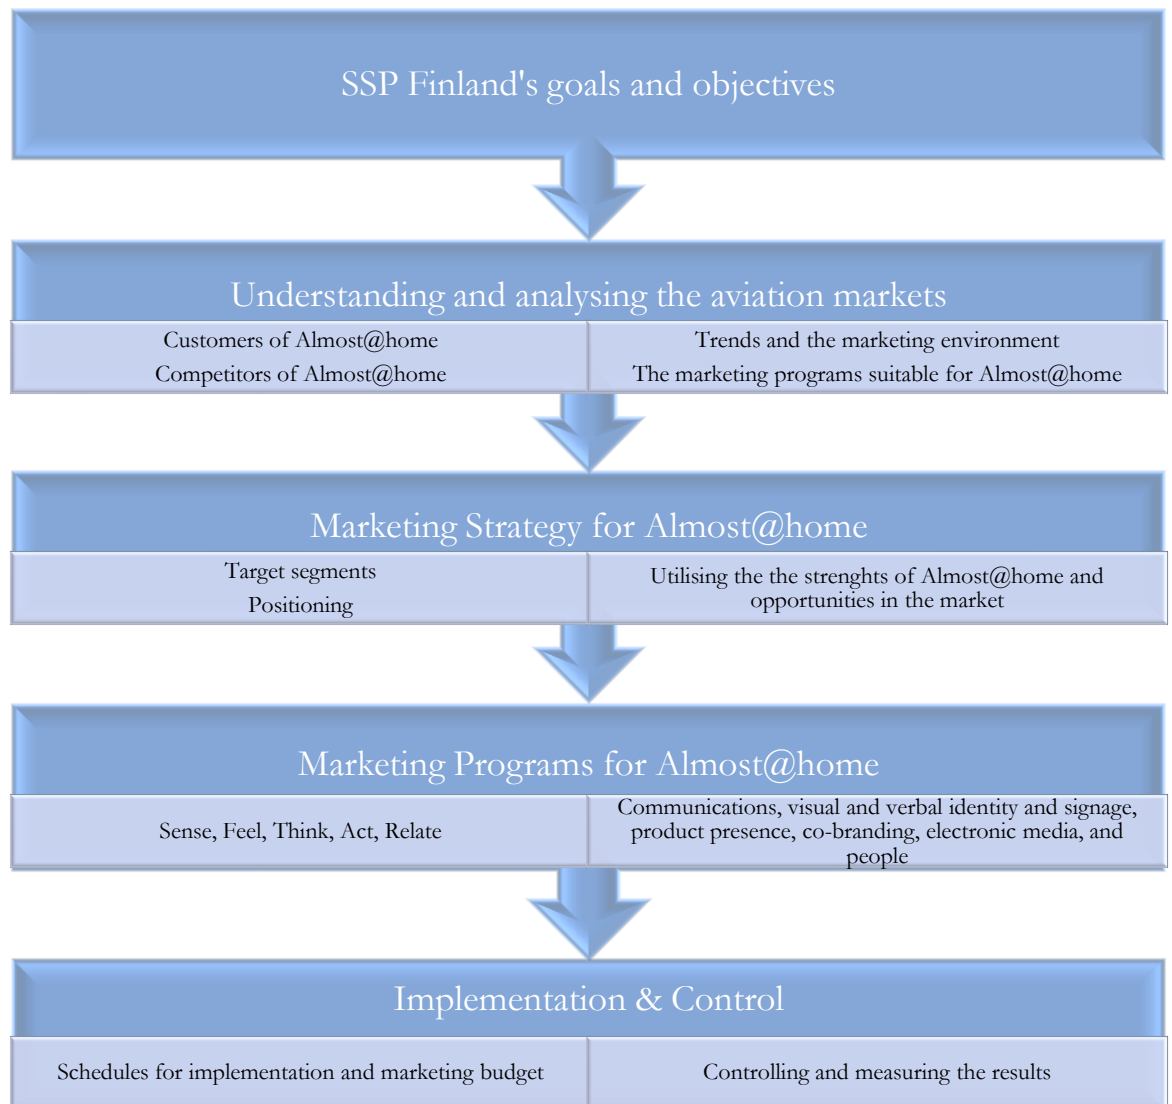 SSP Finland's goals and objectives
Understanding and analysing the aviation markets
Customers of Almost@home
Competitors of Almost@home
Trends and the marketing environment
The marketing programs suitable for Almost@home
Marketing Strategy for Almost@home
Target segments
Positioning
Utilising the the strenghts of Almost@home and
opportunities in the market
Marketing Programs for Almost@home
Sense, Feel, Think, Act, Relate
Communications, visual and verbal identity and signage,
product presence, co-branding, electronic media, and
people
Implementation & Control
Schedules for implementation and marketing budget
Controlling and measuring the results